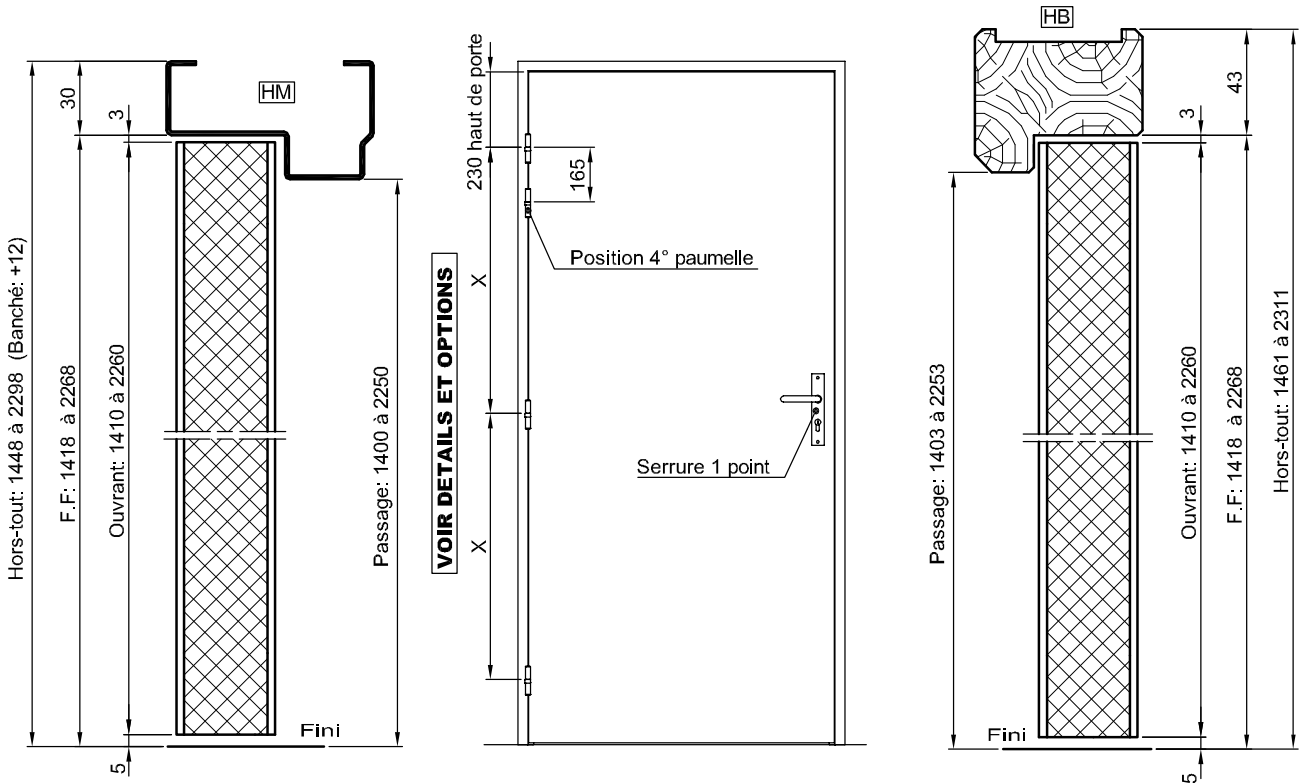 HM
30
3
Hors-tout: 1448 à 2298 (Banché: +12)
F.F: 1418 à 2268
Ouvrant: 1410 à 2260
Passage: 1400 à 2250
Fini
5
230 haut de porte
165
X
X
VOIR DETAILS ET OPTIONS
Position 4° paumelle
Serrure 1 point
HB
43
3
Passage: 1403 à 2253
Ouvrant: 1410 à 2260
F.F: 1418 à 2268
Hors-tout: 1461 à 2311
Fini
5